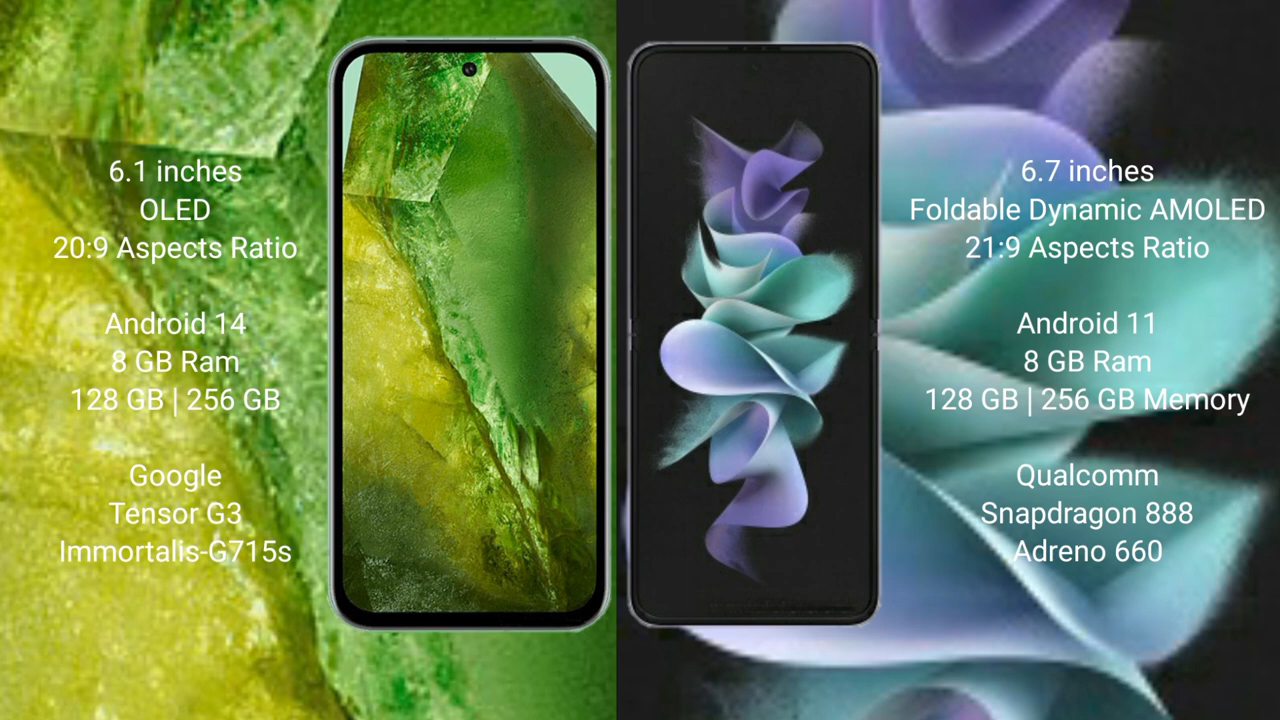 6.1 inches
OLED
20:9 Aspects Ratio
Android 14
8 GB Ram
128 GB | 256 GB
Google
Tensor G3
Immortalis-G715s
6.7 inches
Foldable Dynamic AMOLED
21:9 Aspects Ratio
Android 11
8 GB Ram
128 GB | 256 GB Memory
Qualcomm
Snapdragon 888
Adreno 660